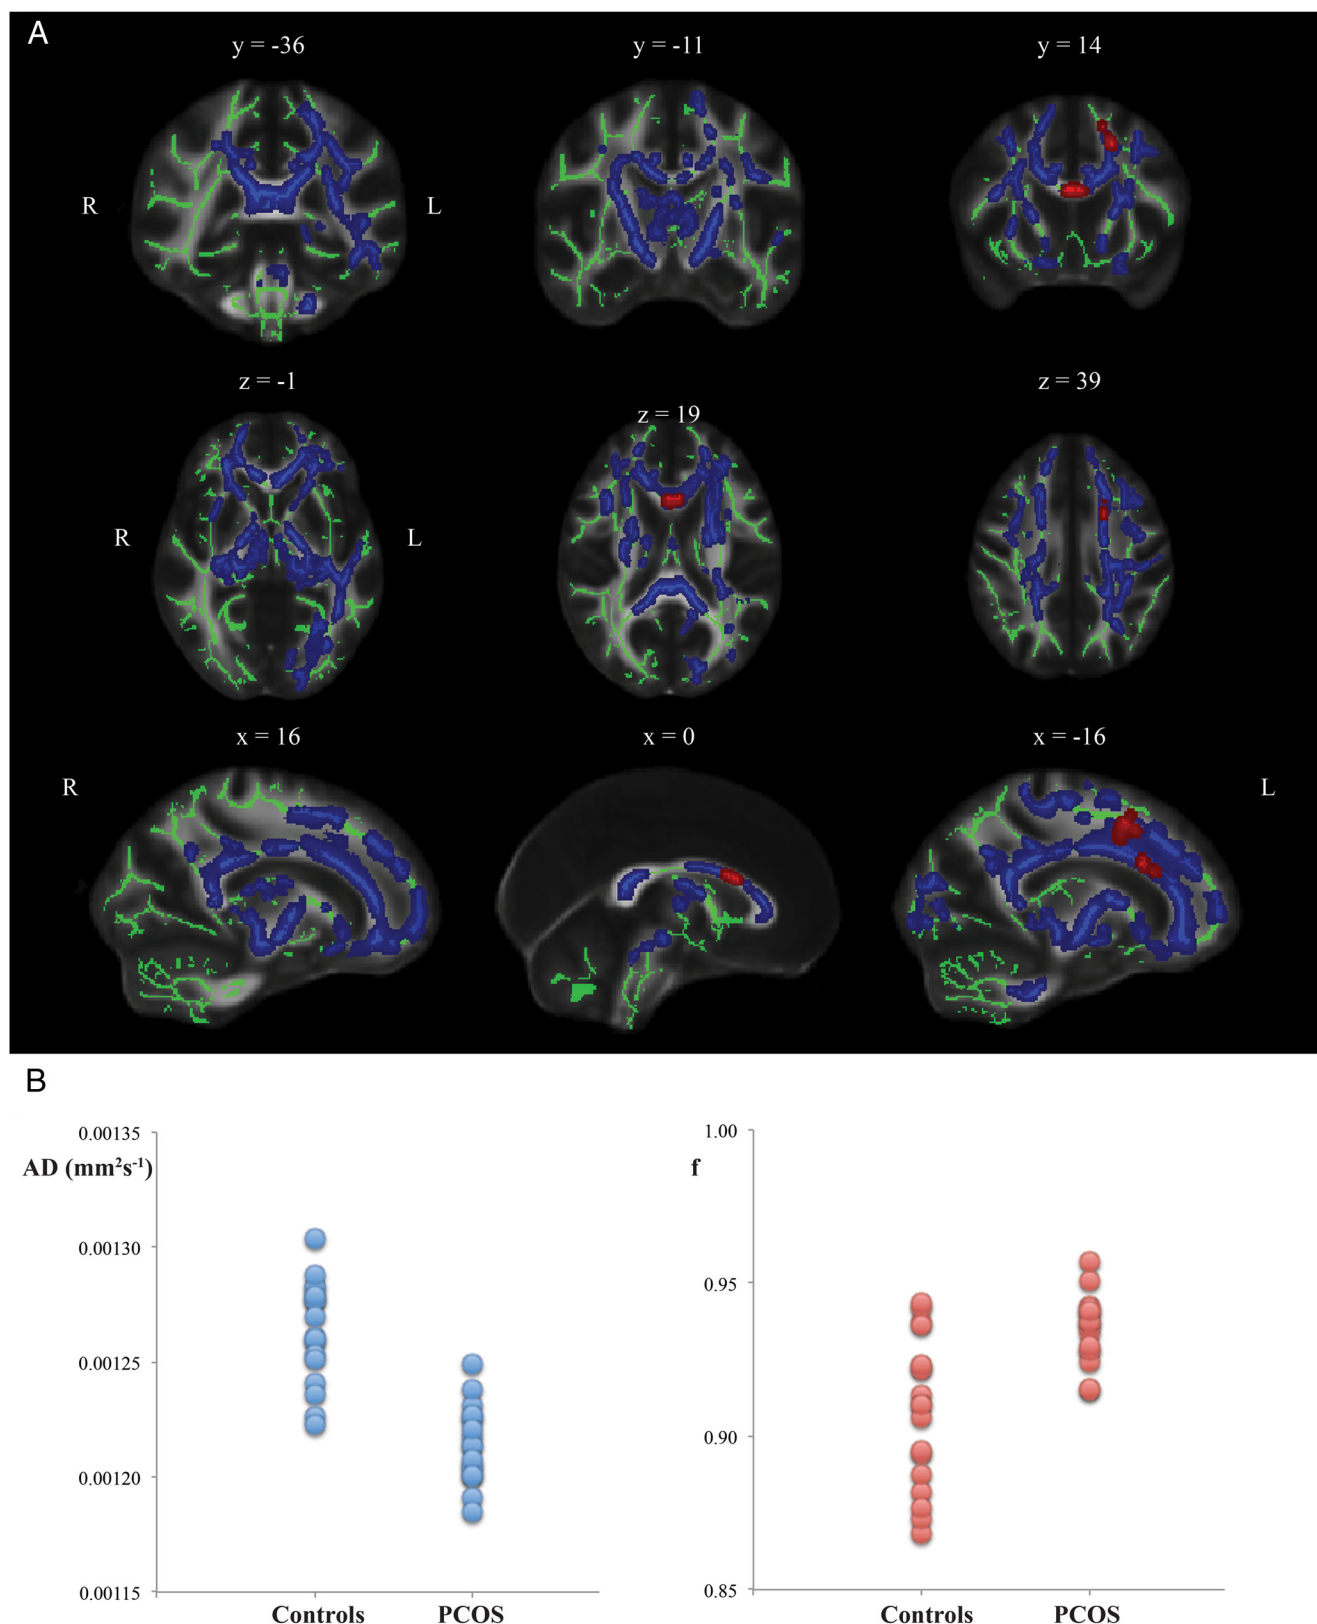 A
y = -36
y = -11
y = 14
R
L
z = -1
z = 19
z = 39
R
L
x = 16
x = 0
x = -16
R
L
B
0.00135
AD (mm²s⁻¹)
0.00130
0.00125
0.00120
0.00115
Controls
PCOS
1.00
f
0.95
0.90
0.85
Controls
PCOS